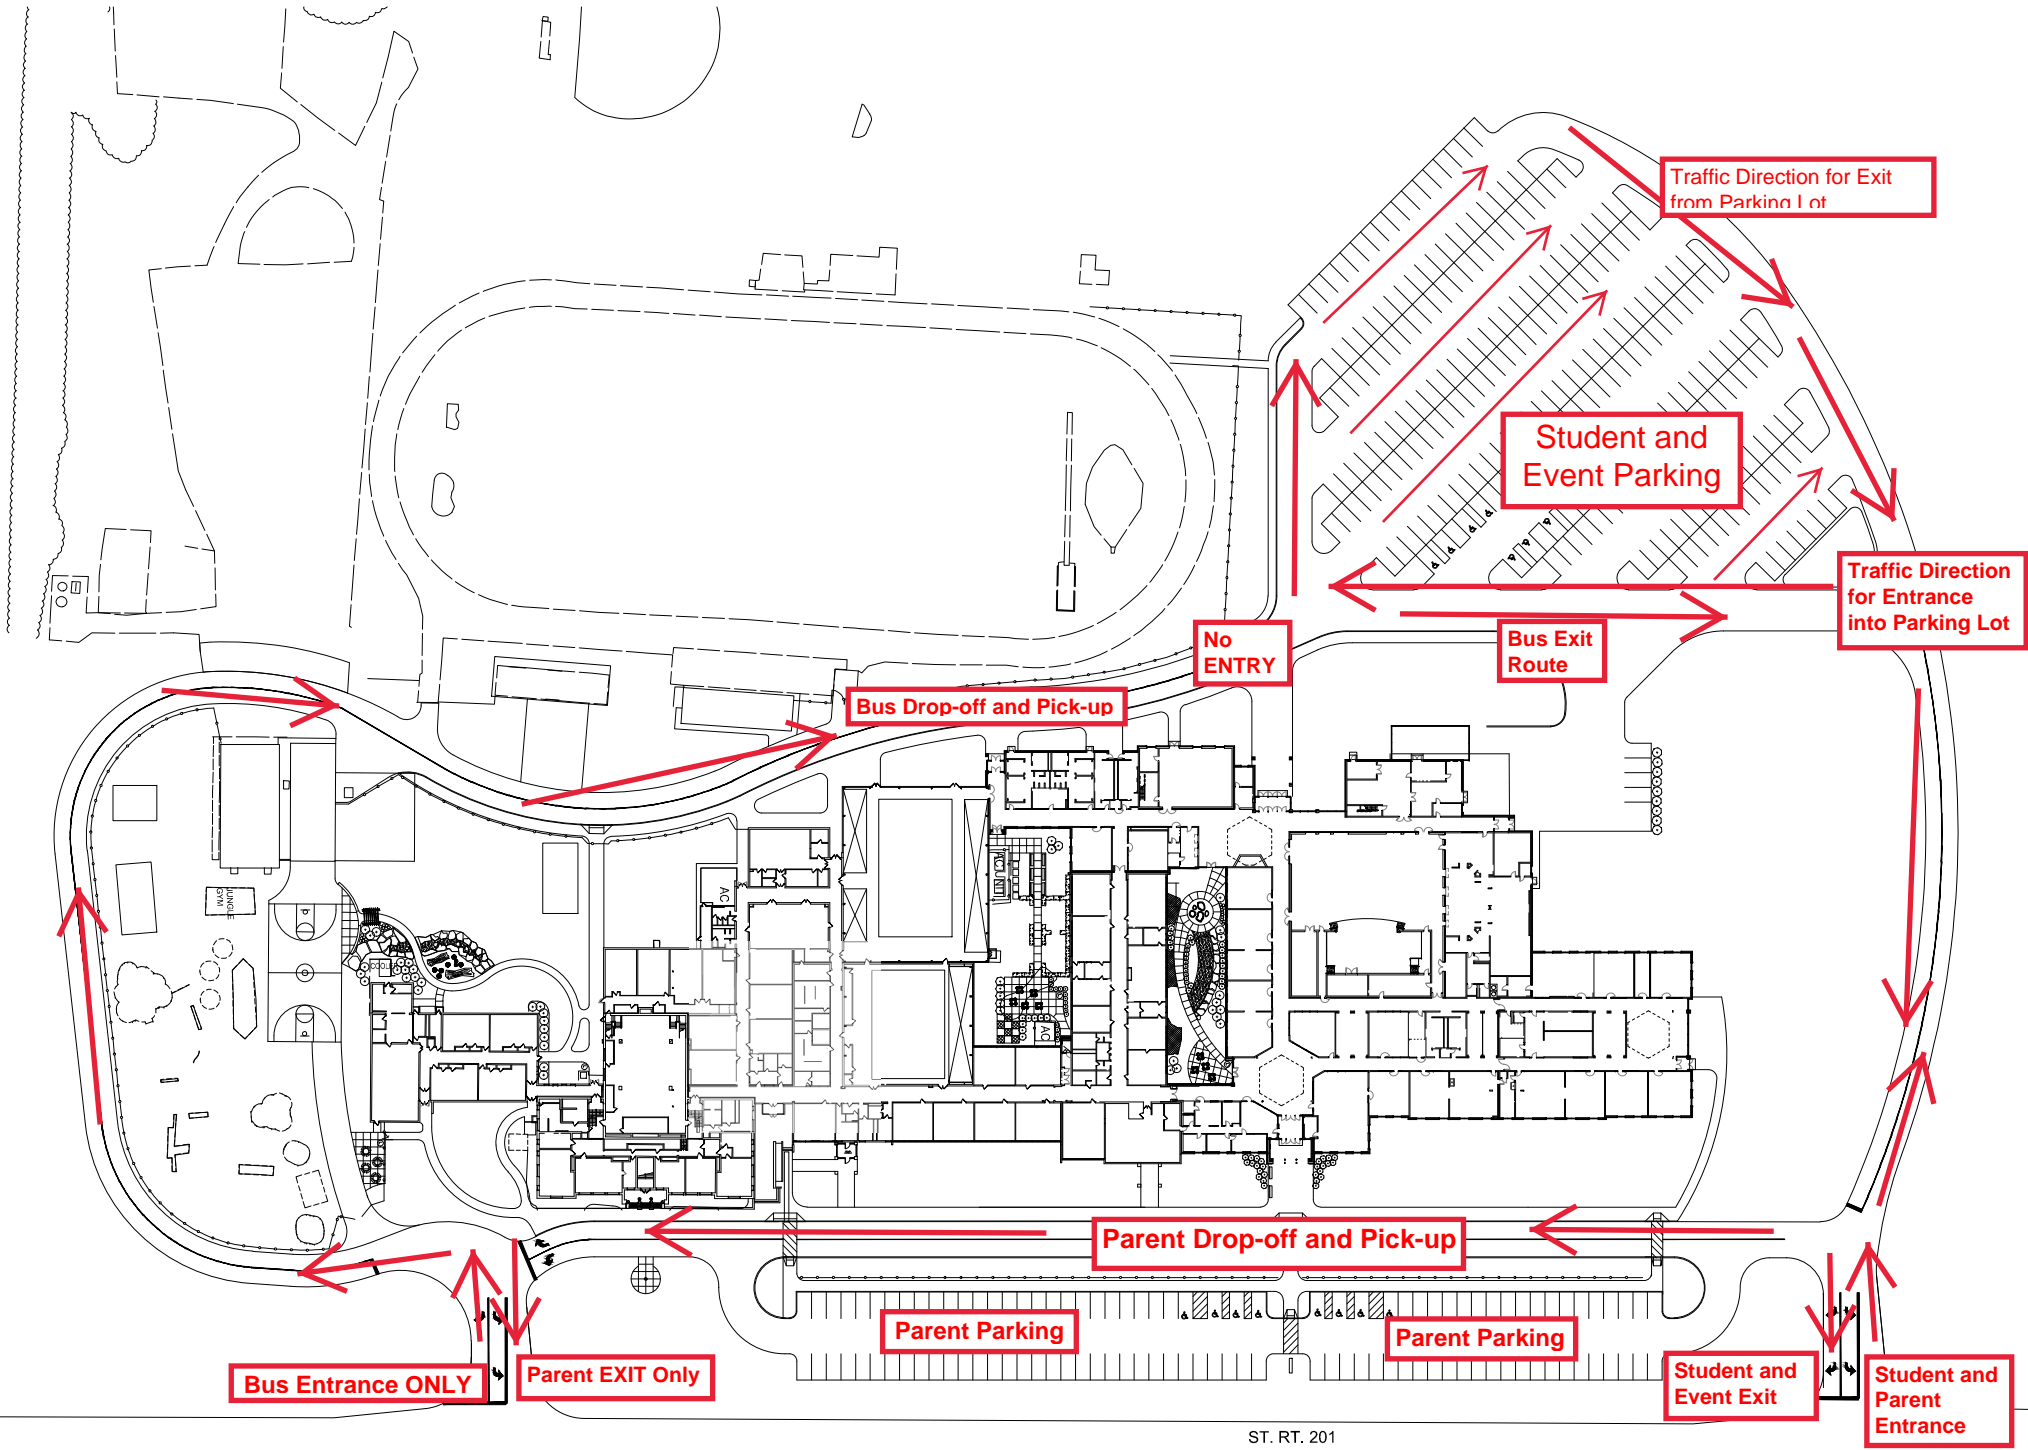 Traffic Direction for Exit
from Parking Lot
Student and
Event Parking
Traffic Direction
for Entrance
into Parking Lot
No
ENTRY
Bus Exit
Route
Bus Drop-off and Pick-up
JUNGLE
GYM
AC
AC UNIT
AC
Parent Drop-off and Pick-up
Parent Parking
Parent Parking
Bus Entrance ONLY
Parent EXIT Only
Student and
Event Exit
Student and
Parent
Entrance
ST. RT. 201